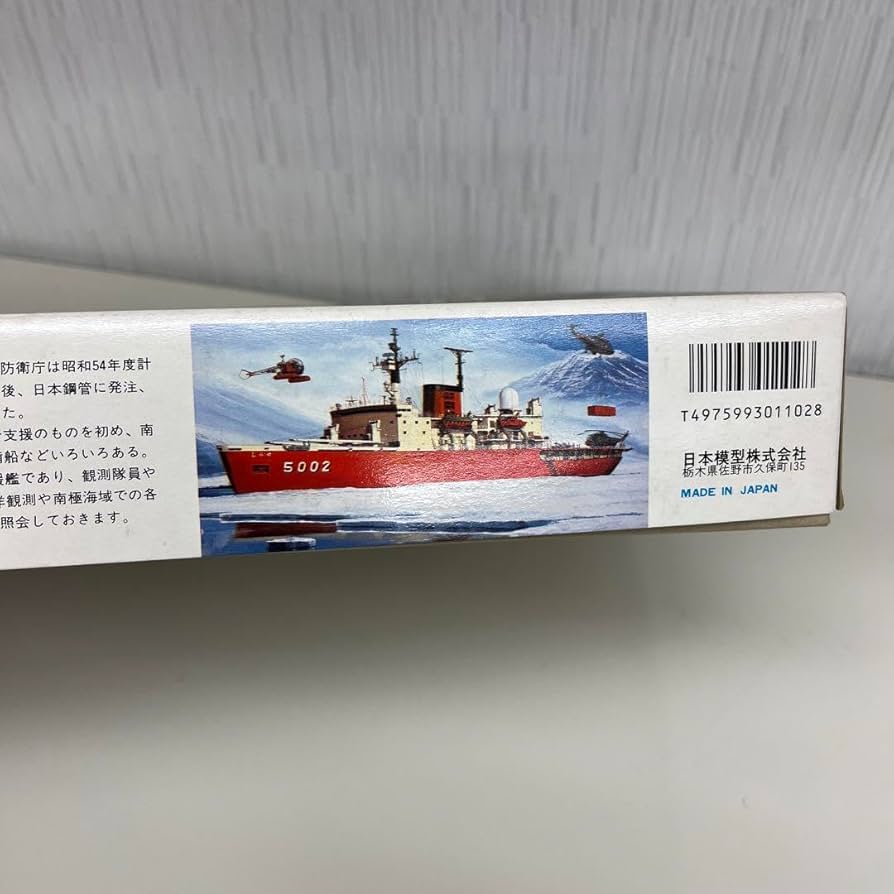 防衛庁は昭和54年度計
後、日本鋼管に発注、
た。
支援のものを初め、南
船などいろいろある。
艦であり、観測隊員や
洋観測や南極海域での各
照会しておきます。
しらせ
5002
T4975993011028
日本模型株式会社
栃木県佐野市久保町135
MADE IN JAPAN